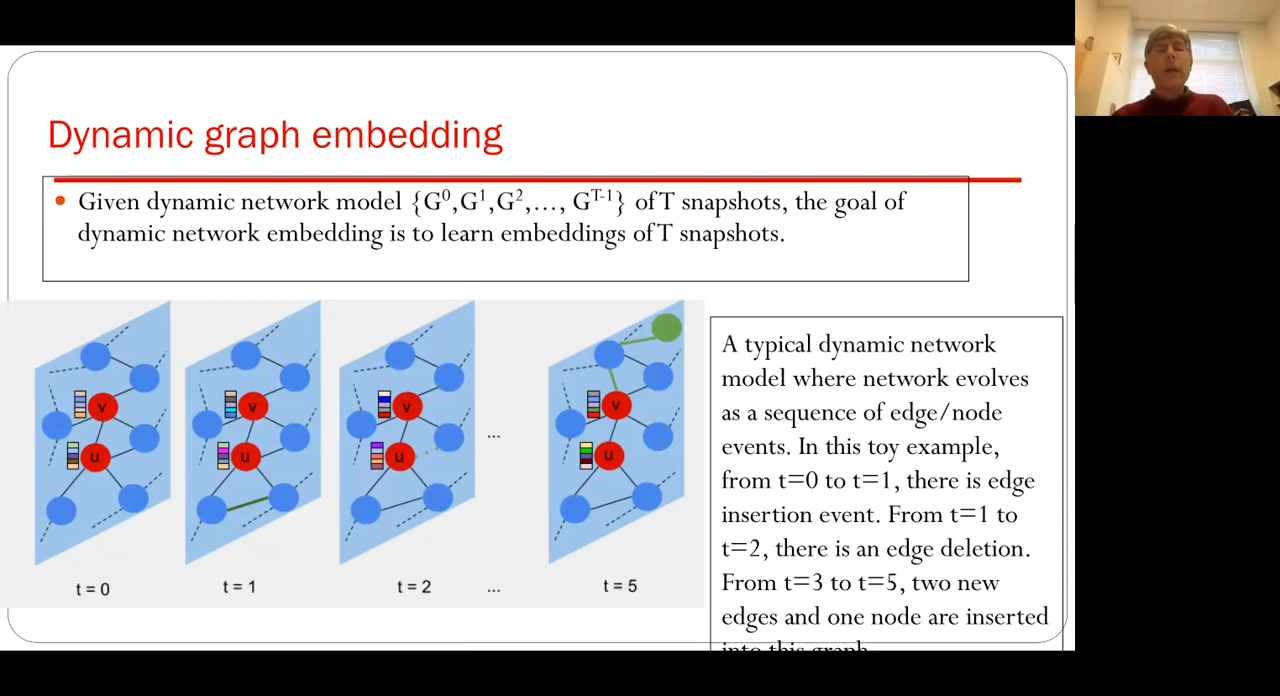 Dynamic graph embedding
• Given dynamic network model {G⁰,G¹,G²,…, Gᵀ⁻¹} of T snapshots, the goal of
dynamic network embedding is to learn embeddings of T snapshots.
v
u
t = 0
v
u
t = 1
v
u
t = 2
...
...
v
u
t = 5
A typical dynamic network
model where network evolves
as a sequence of edge/node
events. In this toy example,
from t=0 to t=1, there is edge
insertion event. From t=1 to
t=2, there is an edge deletion.
From t=3 to t=5, two new
edges and one node are inserted
into this graph